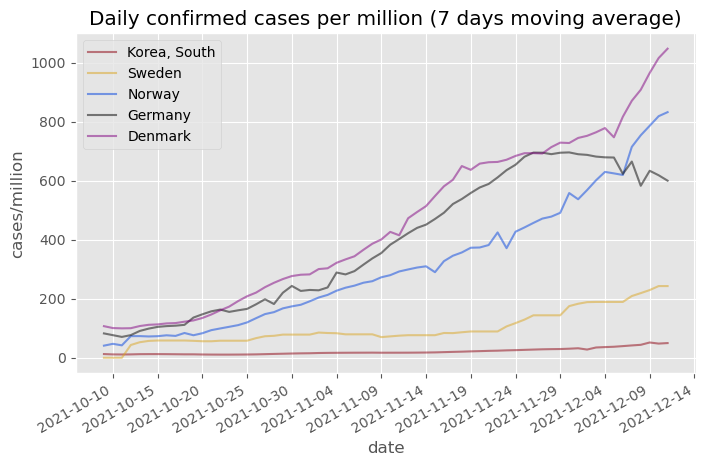 Daily confirmed cases per million (7 days moving average)
Korea, South
Sweden
Norway
Germany
Denmark
1000
800
600
400
200
0
cases/million
2021-10-10
2021-10-15
2021-10-20
2021-10-25
2021-10-30
2021-11-04
2021-11-09
2021-11-14
2021-11-19
2021-11-24
2021-11-29
2021-12-04
2021-12-09
2021-12-14
date